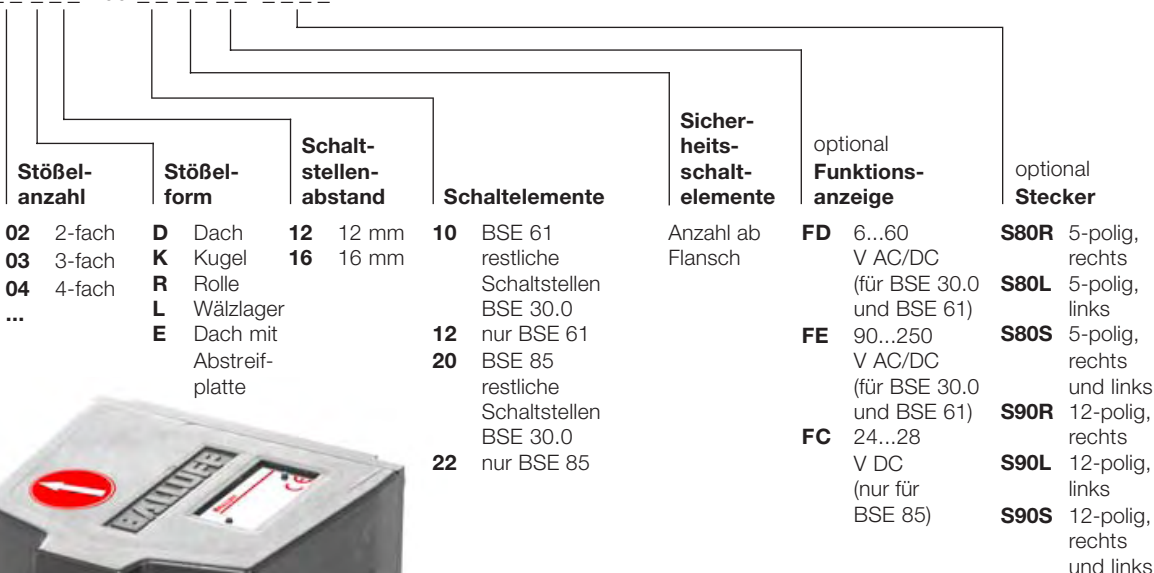 Stößel-
anzahl
02 2-fach
03 3-fach
04 4-fach
...
Stößel-
form
D Dach
K Kugel
R Rolle
L Wälzlager
E Dach mit
Abstreif-
platte
Schalt-
stellen-
abstand
12 12 mm
16 16 mm
Schaltelemente
10 BSE 61
restliche
Schaltstellen
BSE 30.0
12 nur BSE 61
20 BSE 85
restliche
Schaltstellen
BSE 30.0
22 nur BSE 85
Sicher-
heits-
schalt-
elemente
Anzahl ab
Flansch
optional
Funktions-
anzeige
FD 6...60
V AC/DC
(für BSE 30.0
und BSE 61)
FE 90...250
V AC/DC
(für BSE 30.0
und BSE 61)
FC 24...28
V DC
(nur für
BSE 85)
optional
Stecker
S80R 5-polig,
rechts
S80L 5-polig,
links
S80S 5-polig,
rechts
und links
S90R 12-polig,
rechts
S90L 12-polig,
links
S90S 12-polig,
rechts
und links
BALLUFF
BALLUFF
CE